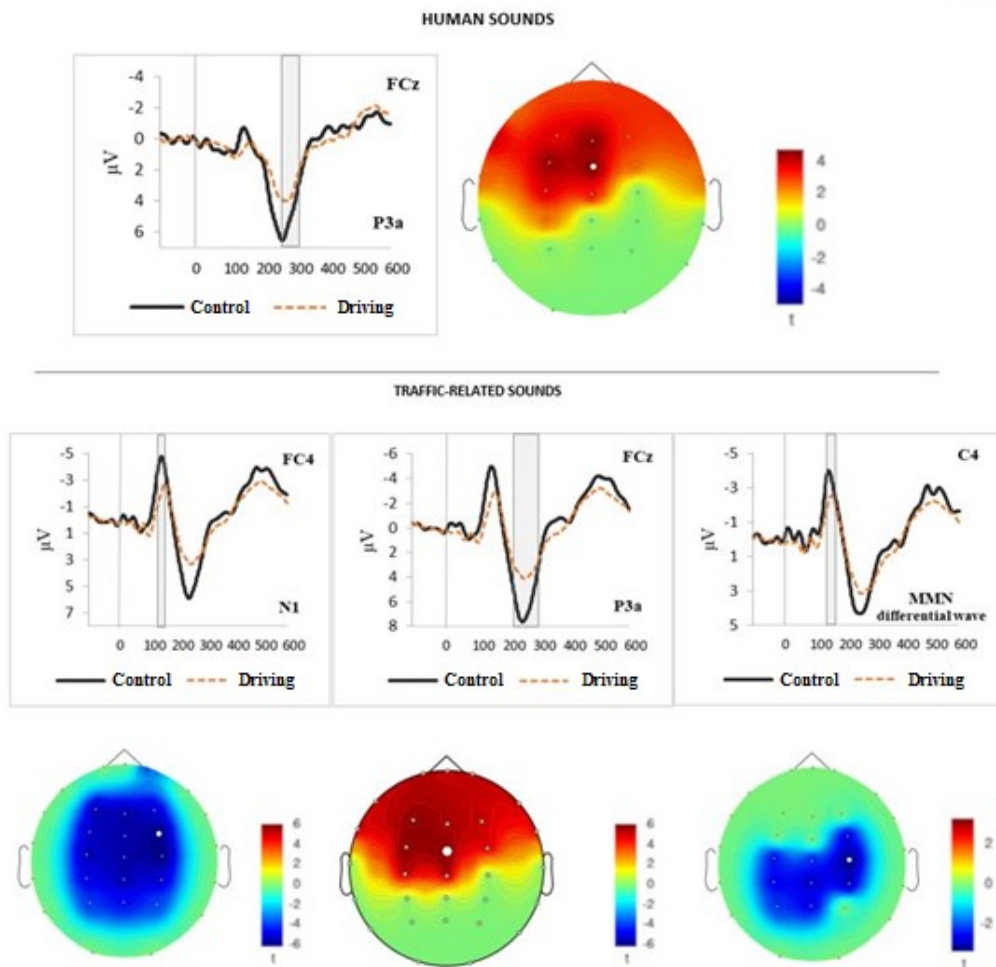 HUMAN SOUNDS
FCz
-4
-2
0
2
4
6
µV
P3a
0 100 200 300 400 500 600
Control Driving
4
2
0
-2
-4
t
TRAFFIC-RELATED SOUNDS
FC4
-5
-3
-1
1
3
5
7
µV
N1
0 100 200 300 400 500 600
Control Driving
FCz
-6
-4
-2
0
2
4
6
8
µV
P3a
0 100 200 300 400 500 600
Control Driving
C4
-5
-3
-1
1
3
5
µV
MMN
differential wave
0 100 200 300 400 500 600
Control Driving
6
4
2
0
-2
-4
-6
t
6
4
2
0
-2
-4
-6
t
2
0
-2
t